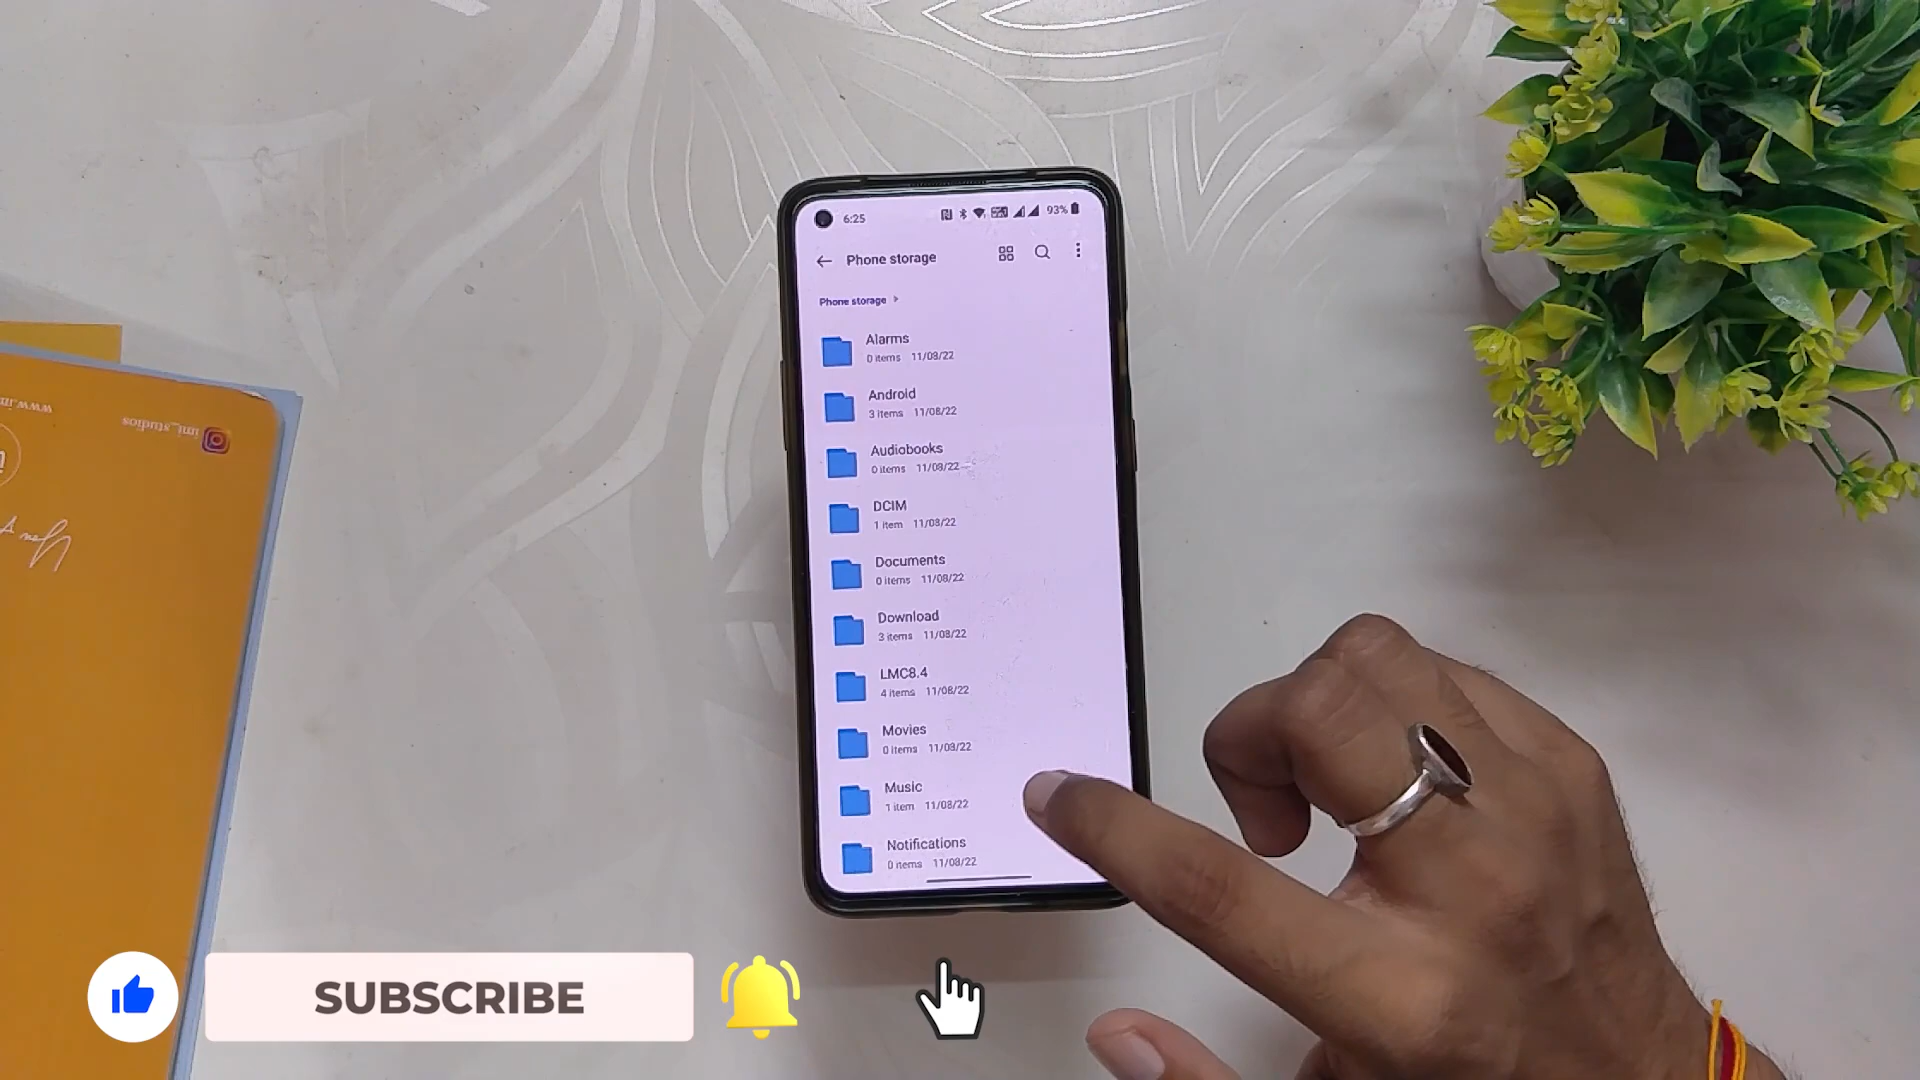 6:25
93%
Phone storage
Phone storage
Alarms
0 items 11/08/22
Android
3 items 11/08/22
Audiobooks
0 items 11/08/22
DCIM
1 item 11/08/22
Documents
0 items 11/08/22
Download
3 items 11/08/22
LMC8.4
4 items 11/08/22
Movies
0 items 11/08/22
Music
1 item 11/08/22
Notifications
0 items 11/08/22
imi_studios
SUBSCRIBE